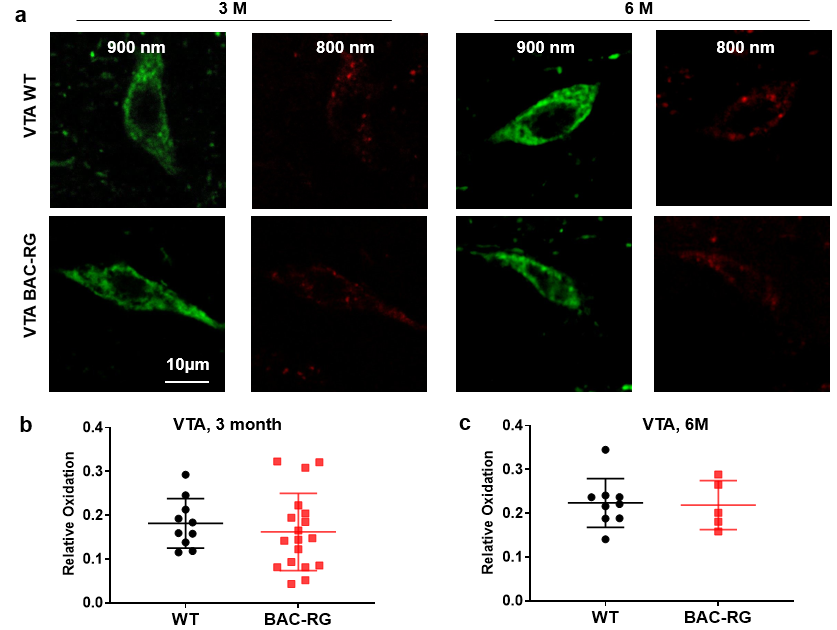 a
3 M
6 M
900 nm
800 nm
900 nm
800 nm
VTA WT
VTA BAC-RG
10µm
b
VTA, 3 month
0.4
0.3
0.2
0.1
0.0
Relative Oxidation
WT
BAC-RG
c
VTA, 6M
0.4
0.3
0.2
0.1
0.0
Relative Oxidation
WT
BAC-RG